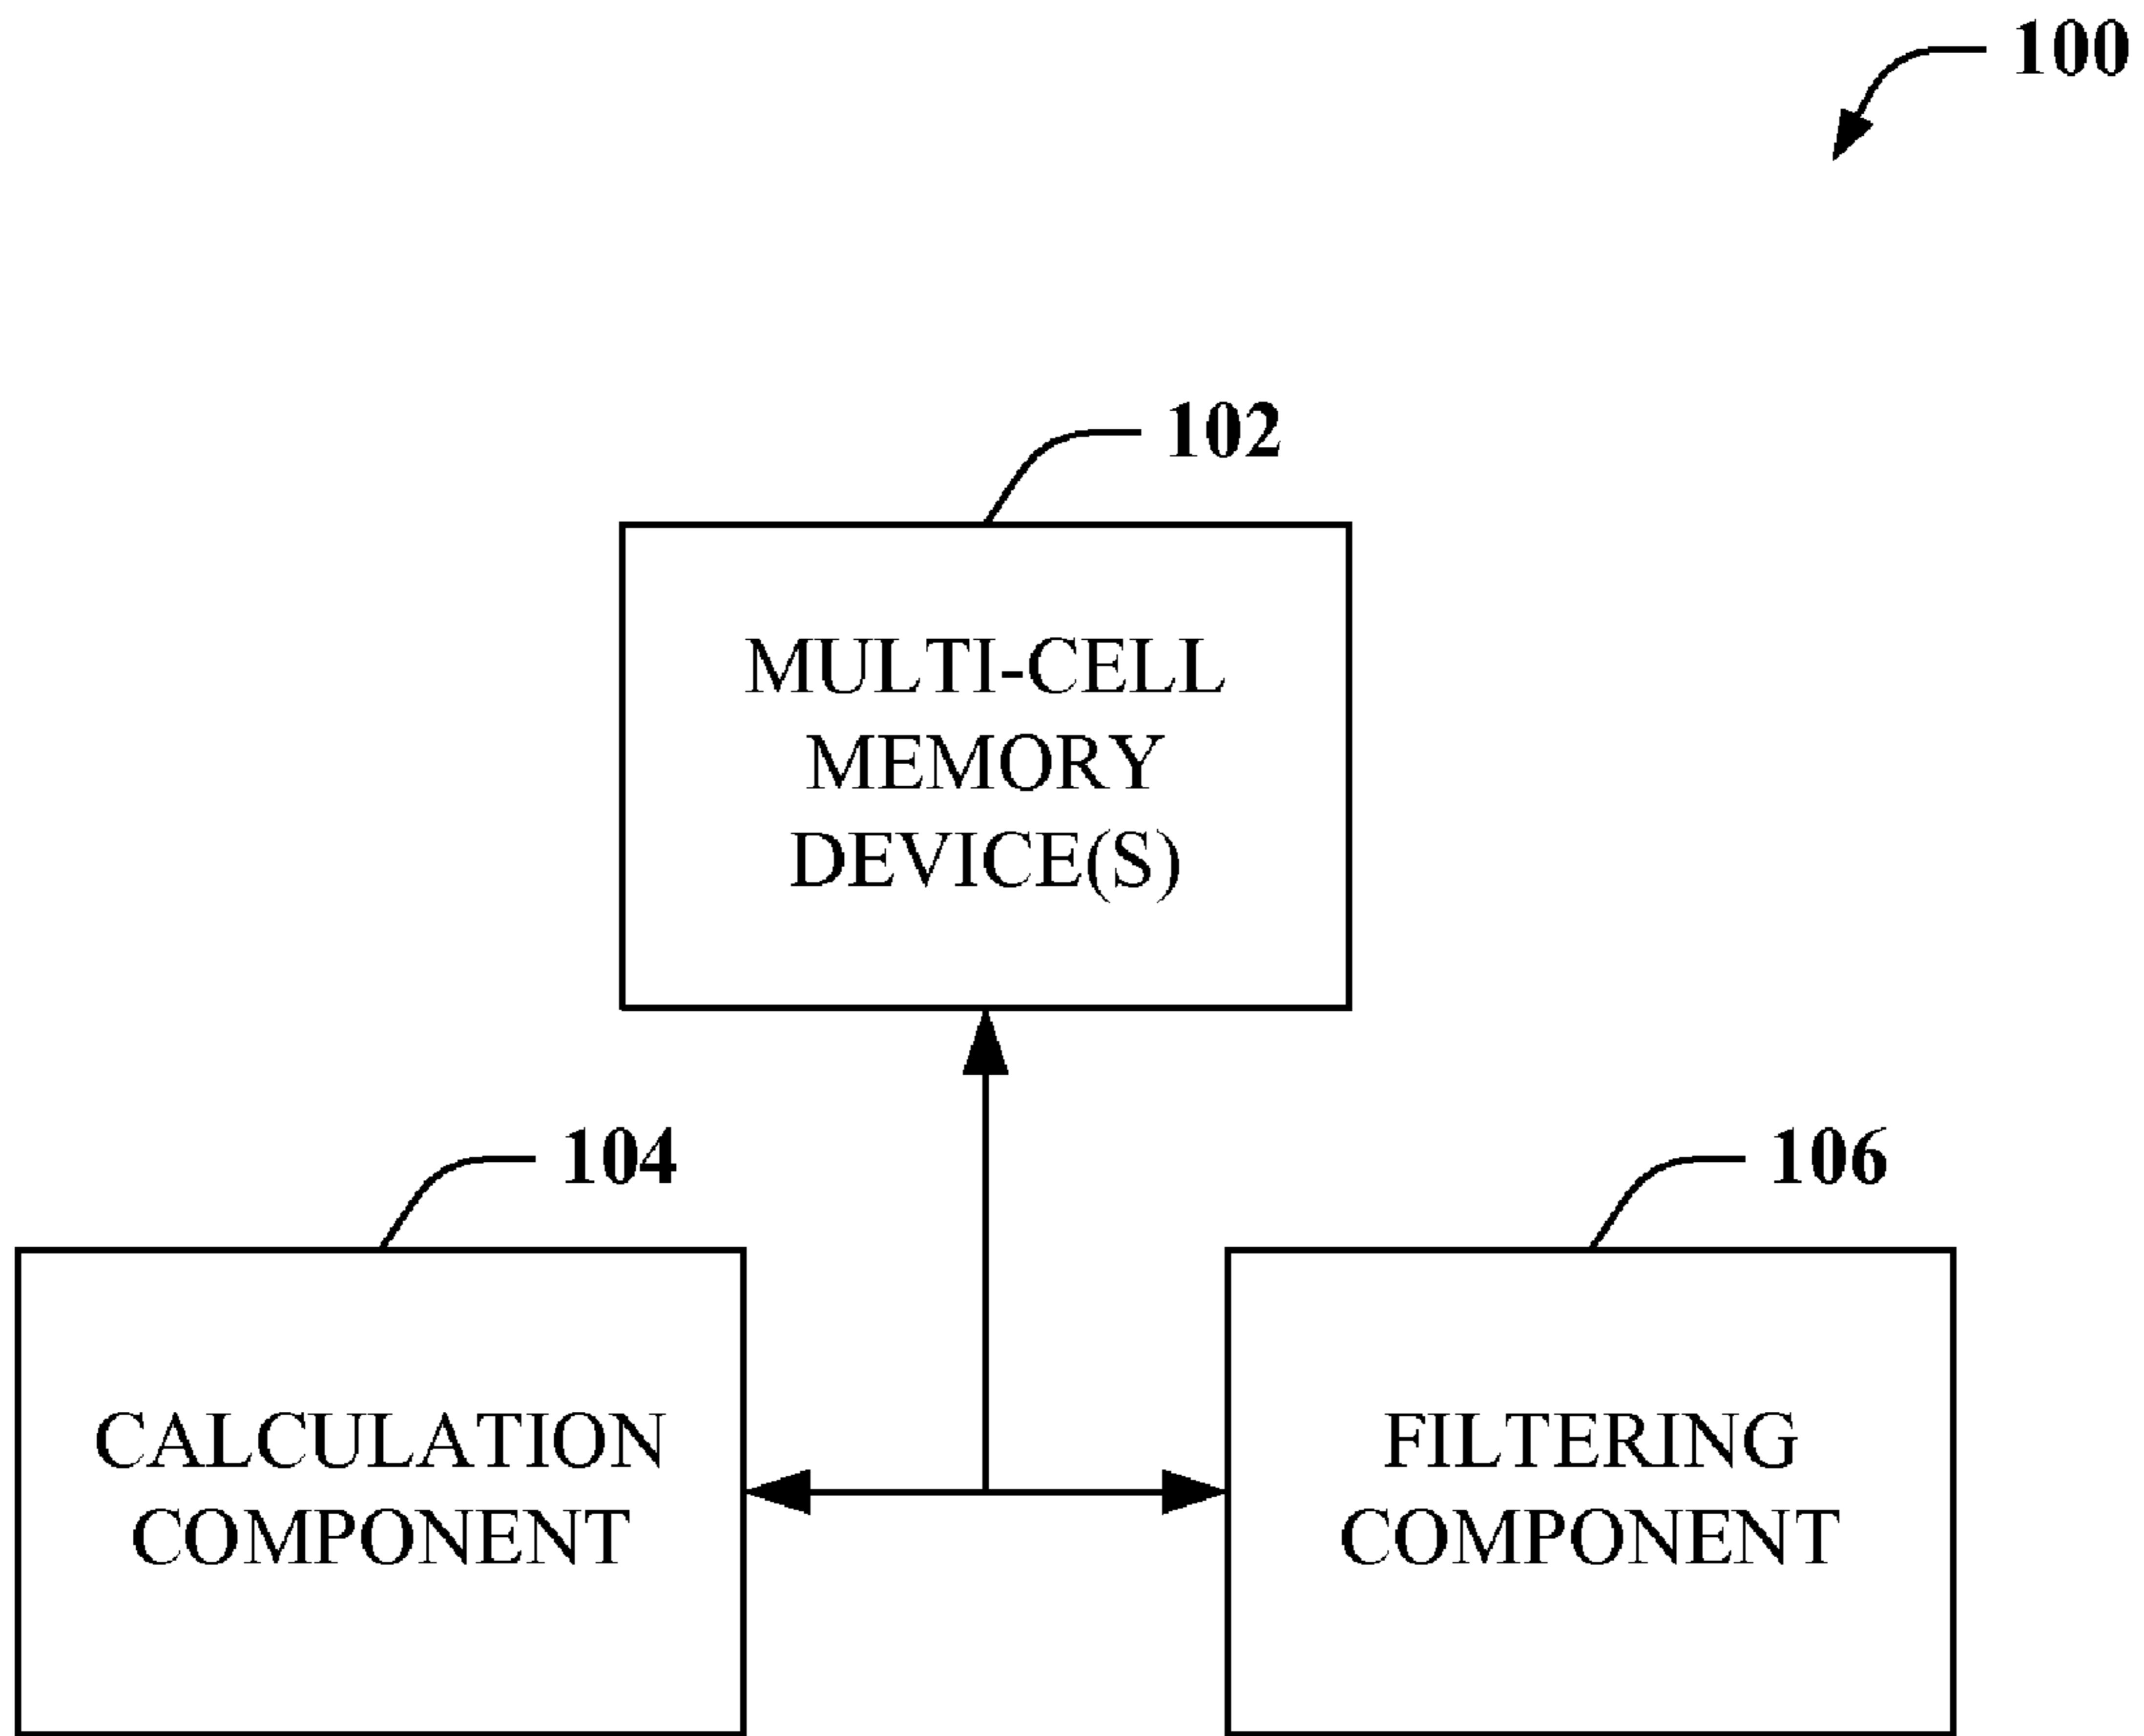 100
102
MULTI-CELL
MEMORY
DEVICE(S)
104
106
CALCULATION
COMPONENT
FILTERING
COMPONENT